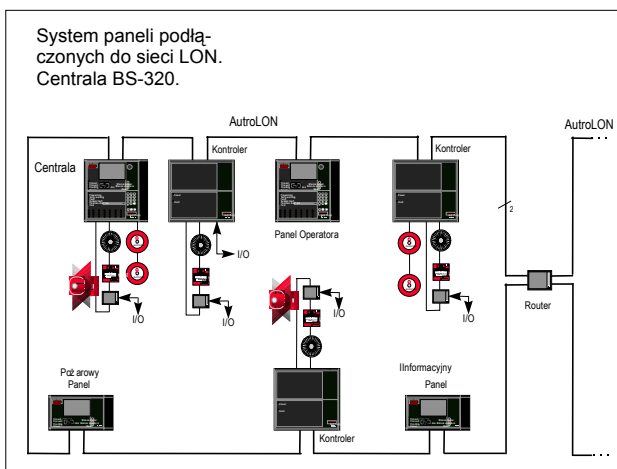 System paneli podłą-
czonych do sieci LON.
Centrala BS-320.
AutroLON
AutroLON
Centrala
Kontroler
Kontroler
Panel Operatora
I/O
2
I/O
I/O
I/O
I/O
Router
Poż arowy
Panel
IInformacyjny
Panel
Kontroler